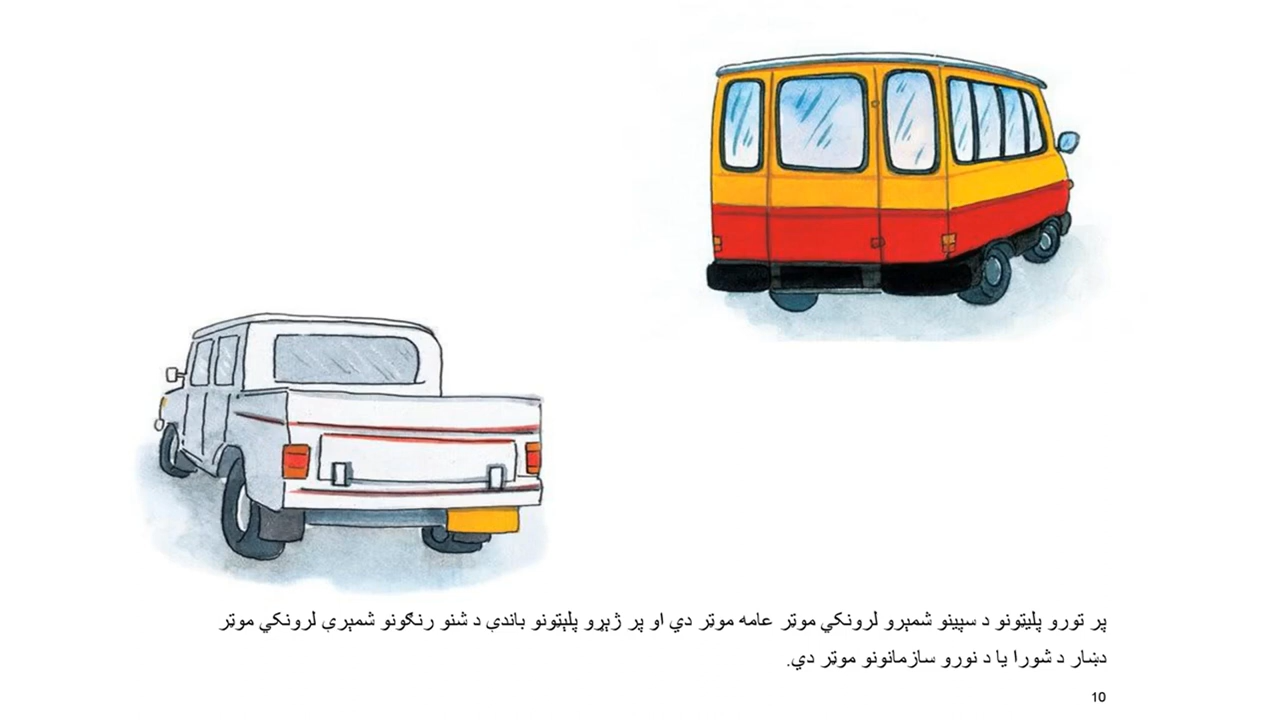 پر تورو پلیټونو د سپینو شمېرو لرونکي موټر عامه موټر دي او پر ژېړو پلېټونو باندې د شنو رنګونو شمېرې لرونکي موټر
دښار د شورا یا د نورو سازمانونو موټر دي.
10